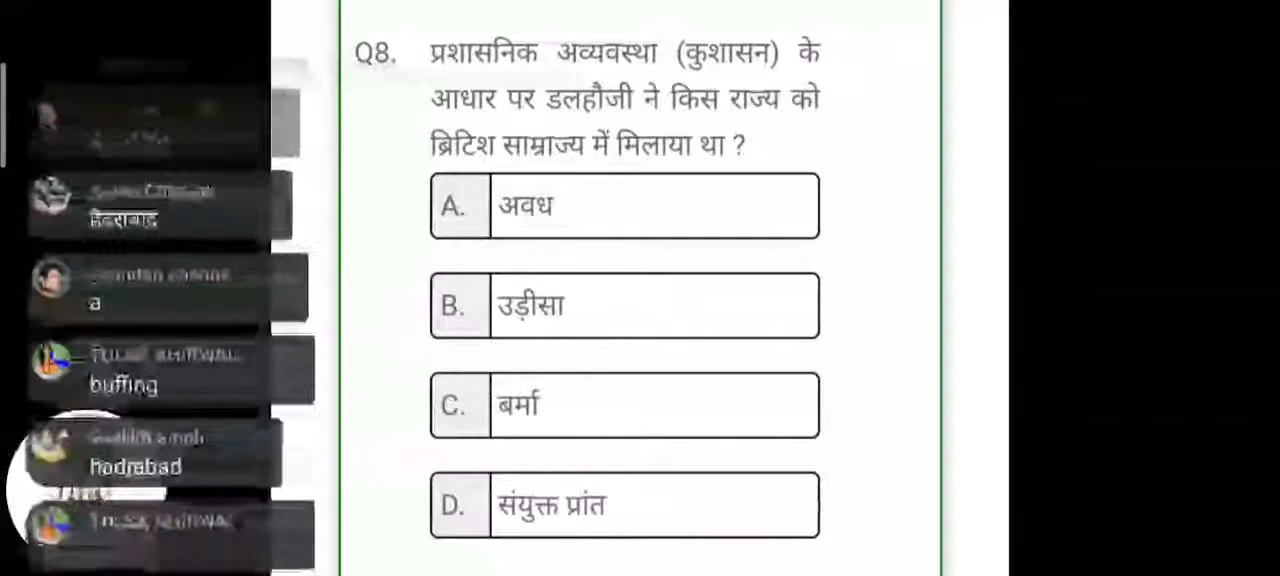 Q8. प्रशासनिक अव्यवस्था (कुशासन) के
आधार पर डलहौजी ने किस राज्य को
ब्रिटिश साम्राज्य में मिलाया था ?
A. अवध
B. उड़ीसा
C. बर्मा
D. संयुक्त प्रांत
हैदराबाद
a
buffing
hadrabad